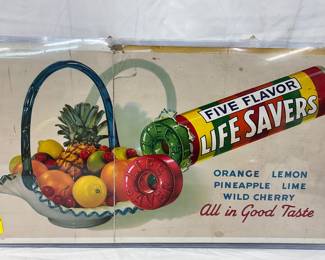 FIVE FLAVOR
LIFE SAVERS
ORANGE LEMON
PINEAPPLE LIME
WILD CHERRY
All in Good Taste